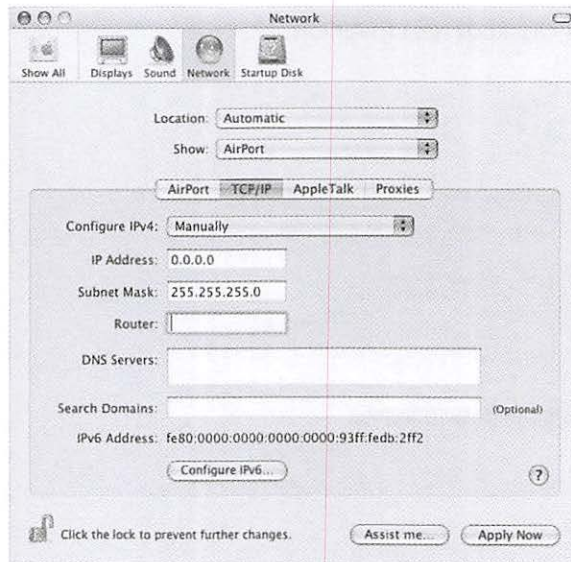 Network
Show All Displays Sound Network Startup Disk
Location: Automatic
Show: AirPort
AirPort TCP/IP AppleTalk Proxies
Configure IPv4: Manually
IP Address: 0.0.0.0
Subnet Mask: 255.255.255.0
Router:
DNS Servers:
Search Domains: (Optional)
IPv6 Address: fe80:0000:0000:0000:0000:93ff:fedb:2ff2
Configure IPv6... ?
Click the lock to prevent further changes. Assist me... Apply Now